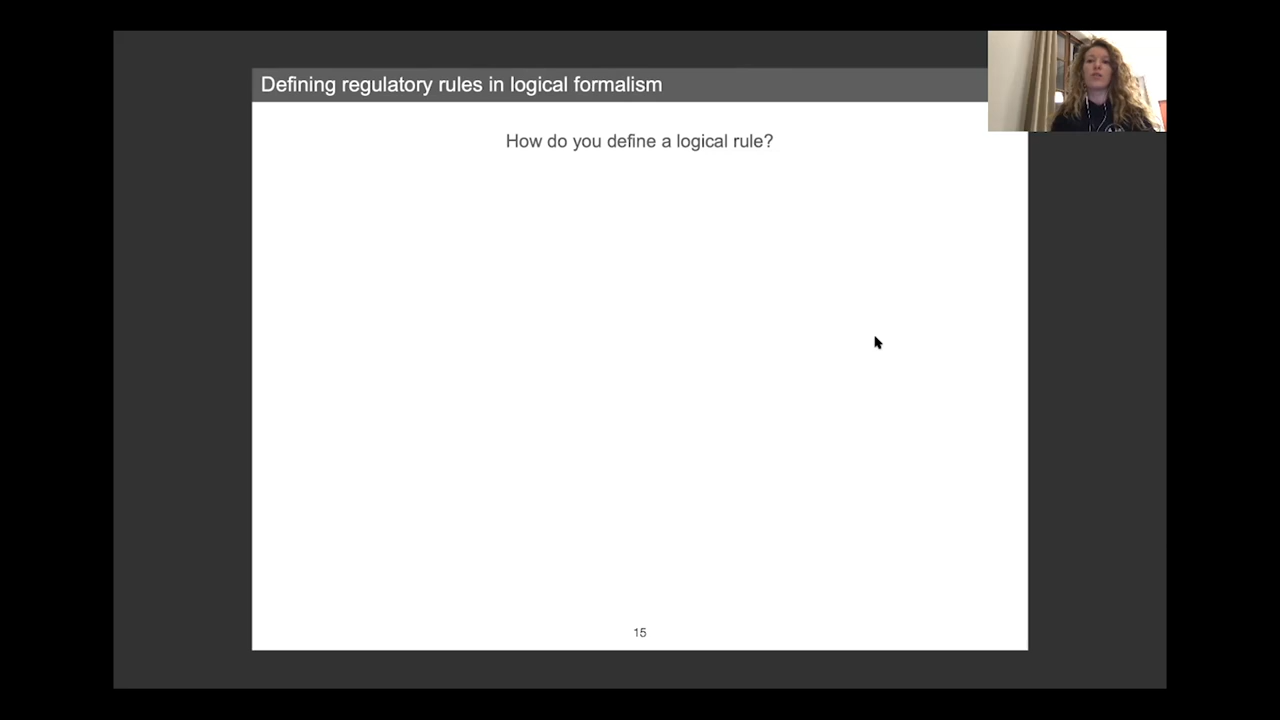 Defining regulatory rules in logical formalism
How do you define a logical rule?
15